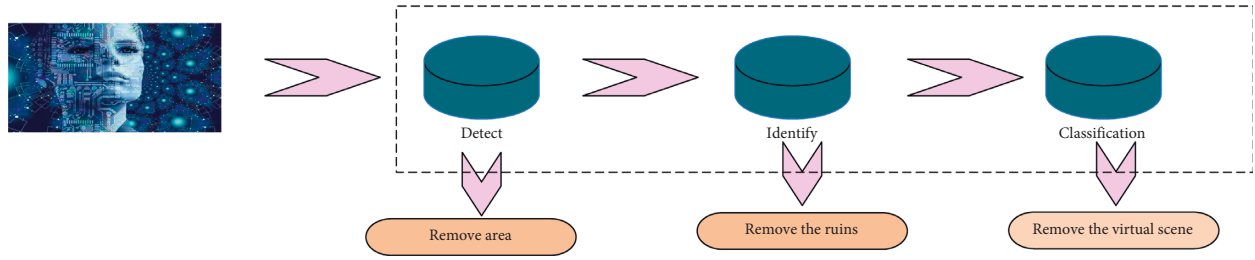 Detect
Identify
Classification
Remove area
Remove the ruins
Remove the virtual scene